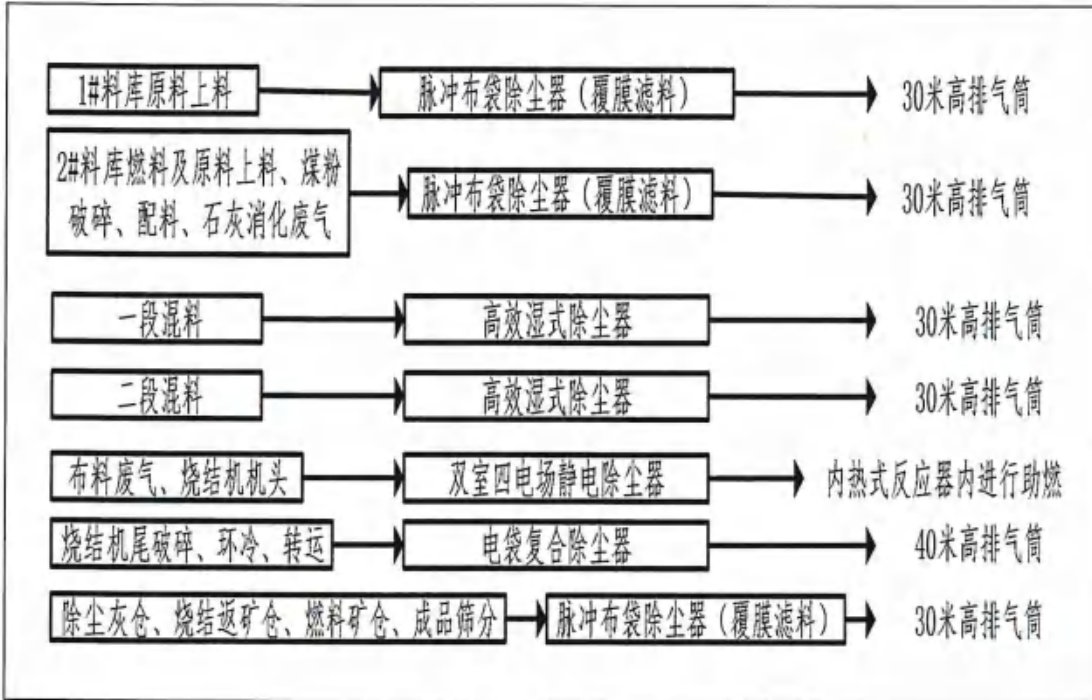 1#料库原料上料
脉冲布袋除尘器（覆膜滤料）
30米高排气筒
2#料库燃料及原料上料、煤粉
破碎、配料、石灰消化废气
脉冲布袋除尘器（覆膜滤料）
30米高排气筒
一段混料
高效湿式除尘器
30米高排气筒
二段混料
高效湿式除尘器
30米高排气筒
布料废气、烧结机机头
双室四电场静电除尘器
内热式反应器内进行助燃
烧结机尾破碎、环冷、转运
电袋复合除尘器
40米高排气筒
除尘灰仓、烧结返矿仓、燃料矿仓、成品筛分
脉冲布袋除尘器（覆膜滤料）
30米高排气筒